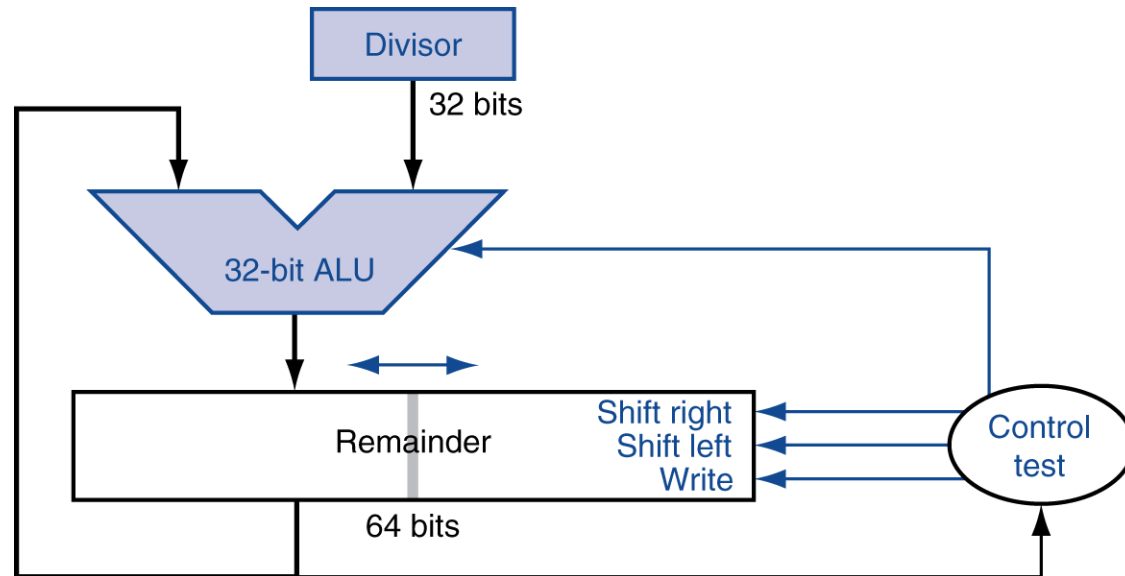 Divisor
32 bits
32-bit ALU
Remainder
Shift right
Shift left
Write
Control
test
64 bits